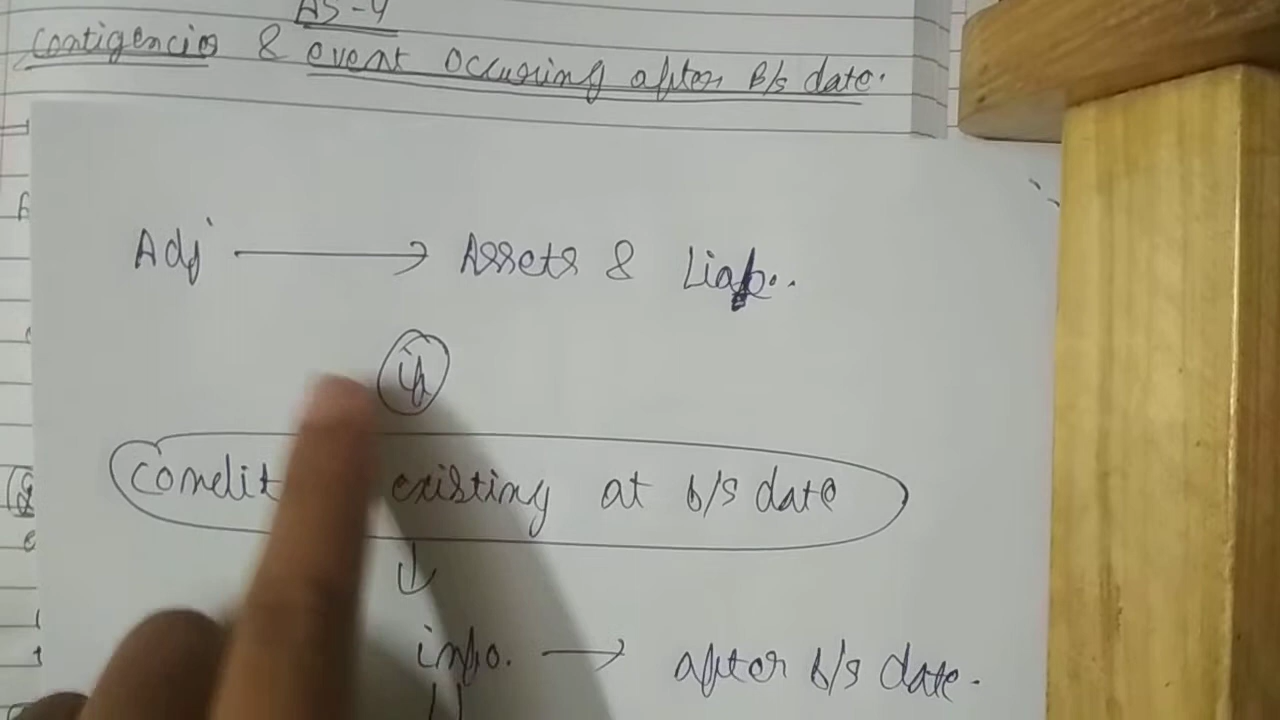 AS-4
Contigencies & event occuring after B/s date.
Adj → Assets & Liab..
if
Condit existing at b/s date
↓
info. → after b/s date.